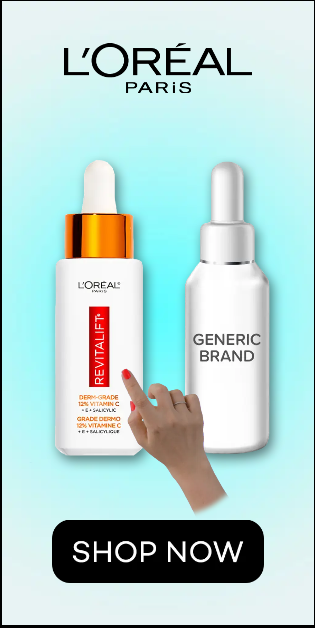 L'ORÉAL
PARiS
L'ORÉAL
PARIS
REVITALIFT
DERM-GRADE
12% VITAMIN C
+ E + SALICYLIC
GRADE DERMO
12% VITAMINE C
+ E + SALICYLIQUE
GENERIC
BRAND
SHOP NOW